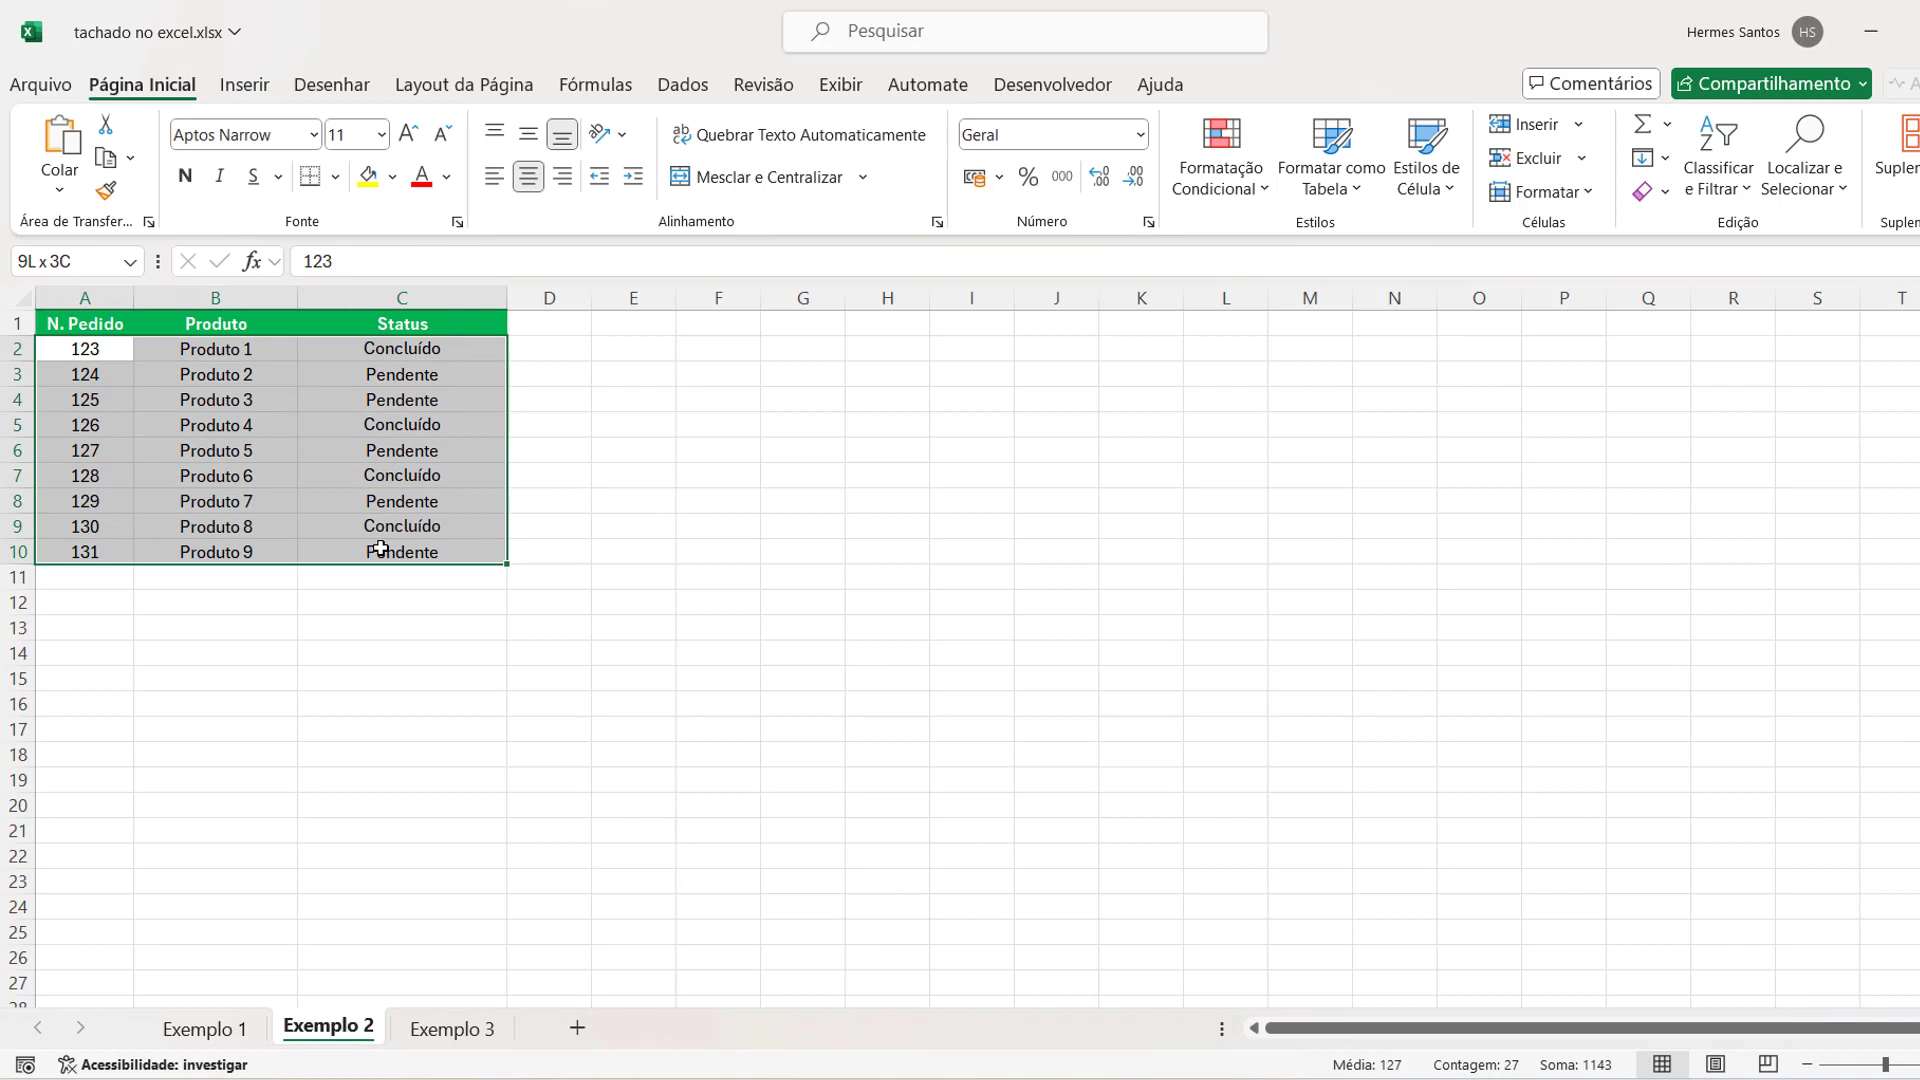 tachado no excel.xlsx
Pesquisar
Hermes Santos HS
Arquivo Página Inicial Inserir Desenhar Layout da Página Fórmulas Dados Revisão Exibir Automate Desenvolvedor Ajuda Comentários Compartilhamento
Colar
Área de Transfer...
Aptos Narrow 11
N I S
Fonte
Quebrar Texto Automaticamente
Mesclar e Centralizar
Alinhamento
Geral
% 000
Número
Formatação Condicional
Formatar como Tabela
Estilos de Célula
Estilos
Inserir
Excluir
Formatar
Células
Classificar e Filtrar
Localizar e Selecionar
Edição
Suplem
Suplem
9L x 3C fx 123
A B C D E F G H I J K L M N O P Q R S T
1 N. Pedido Produto Status
2 123 Produto 1 Concluído
3 124 Produto 2 Pendente
4 125 Produto 3 Pendente
5 126 Produto 4 Concluído
6 127 Produto 5 Pendente
7 128 Produto 6 Concluído
8 129 Produto 7 Pendente
9 130 Produto 8 Concluído
10 131 Produto 9 Pendente
11
12
13
14
15
16
17
18
19
20
21
22
23
24
25
26
27
28
Exemplo 1 Exemplo 2 Exemplo 3
Acessibilidade: investigar Média: 127 Contagem: 27 Soma: 1143